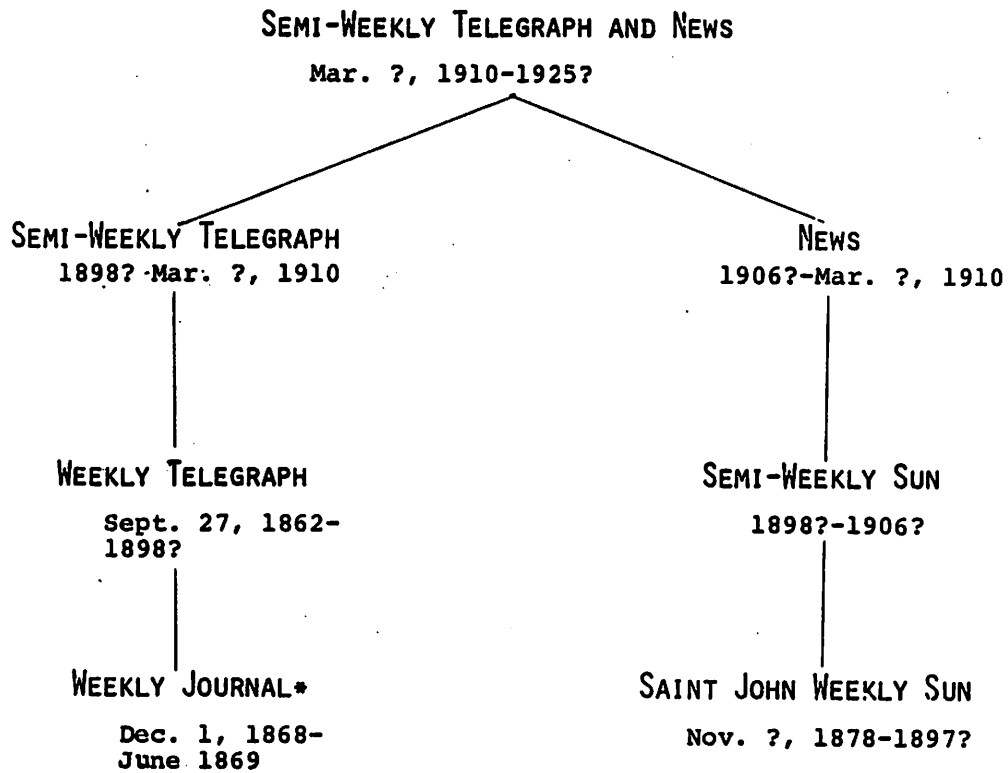 SEMI-WEEKLY TELEGRAPH AND NEWS
Mar. ?, 1910-1925?
SEMI-WEEKLY TELEGRAPH
1898?-Mar. ?, 1910
NEWS
1906?-Mar. ?, 1910
WEEKLY TELEGRAPH
Sept. 27, 1862-
1898?
SEMI-WEEKLY SUN
1898?-1906?
WEEKLY JOURNAL*
Dec. 1, 1868-
June 1869
SAINT JOHN WEEKLY SUN
Nov. ?, 1878-1897?